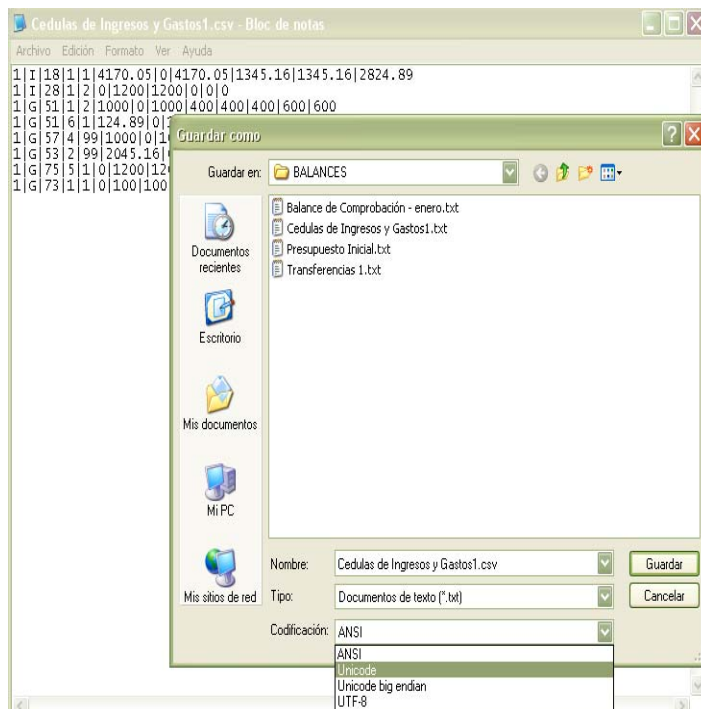 Cedulas de Ingresos y Gastos1.csv - Bloc de notas
Archivo Edición Formato Ver Ayuda
1|I|18|1|1|4170.05|0|4170.05|1345.16|1345.16|2824.89
1|I|28|1|2|0|1200|1200|0|0|0
1|G|51|1|2|1000|0|1000|400|400|400|600|600
1|G|51|6|1|124.89|0|
1|G|57|4|99|1000|0|1
1|G|53|2|99|2045.16|
1|G|75|5|1|0|1200|12
1|G|73|1|1|0|100|100
Guardar como
Guardar en: BALANCES
Balance de Comprobación - enero.txt
Cedulas de Ingresos y Gastos1.txt
Presupuesto Inicial.txt
Transferencias 1.txt
Documentos recientes
Escritorio
Mis documentos
Mi PC
Mis sitios de red
Nombre: Cedulas de Ingresos y Gastos1.csv Guardar
Tipo: Documentos de texto (*.txt) Cancelar
Codificación: ANSI
ANSI
Unicode
Unicode big endian
UTF-8